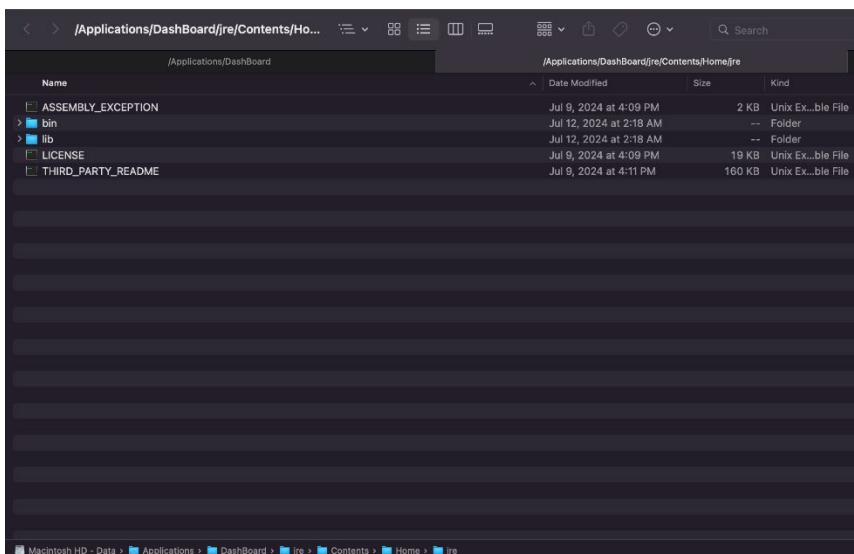 /Applications/DashBoard/jre/Contents/Ho... Search
/Applications/DashBoard /Applications/DashBoard/jre/Contents/Home/jre
Name Date Modified Size Kind
ASSEMBLY_EXCEPTION Jul 9, 2024 at 4:09 PM 2 KB Unix Ex...ble File
bin Jul 12, 2024 at 2:18 AM -- Folder
lib Jul 12, 2024 at 2:18 AM -- Folder
LICENSE Jul 9, 2024 at 4:09 PM 19 KB Unix Ex...ble File
THIRD_PARTY_README Jul 9, 2024 at 4:11 PM 160 KB Unix Ex...ble File
Macintosh HD - Data › Applications › DashBoard › jre › Contents › Home › jre